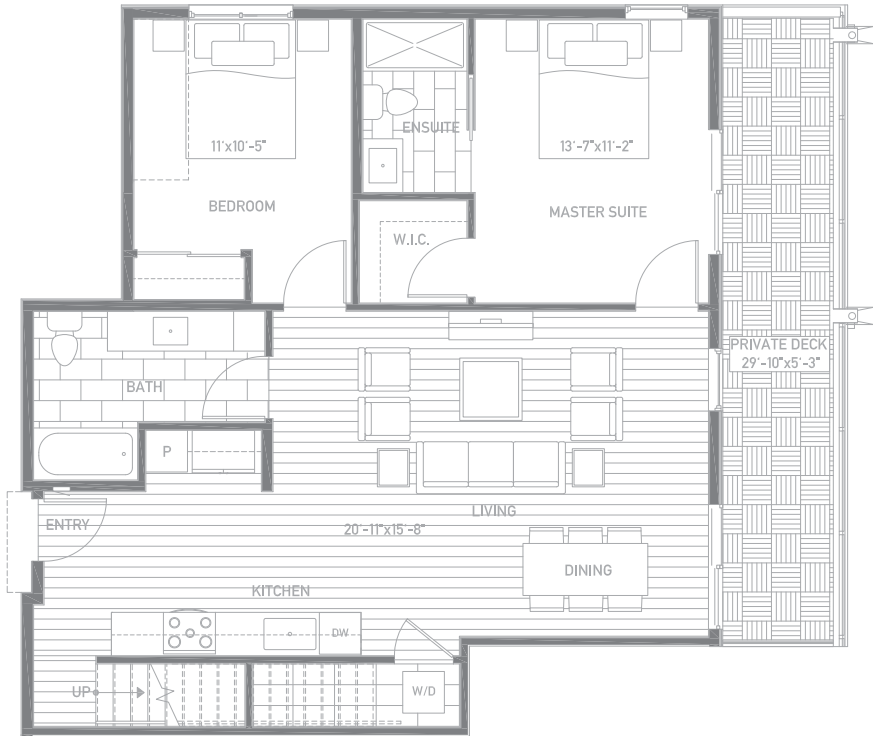 ENSUITE
11'x10'-5"
13'-7"x11'-2"
BEDROOM
MASTER SUITE
W.I.C.
PRIVATE DECK
29'-10"x5'-3"
BATH
P
LIVING
ENTRY
20'-11"x15'-8"
DINING
KITCHEN
DW
UP
W/D